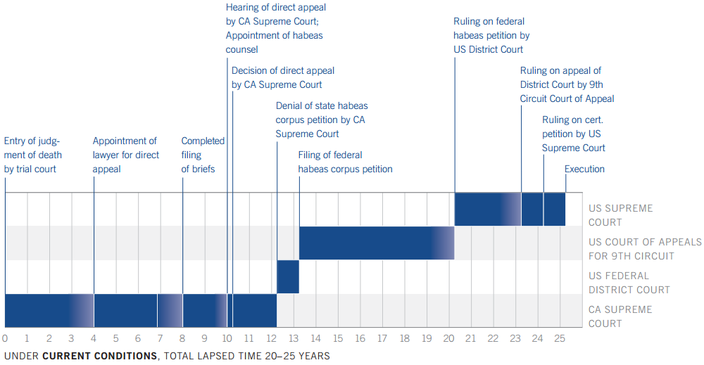 Hearing of direct appeal
by CA Supreme Court;
Appointment of habeas
counsel
Ruling on federal
habeas petition by
US District Court
Decision of direct appeal
by CA Supreme Court
Ruling on appeal of
District Court by 9th
Circuit Court of Appeal
Denial of state habeas
corpus petition by CA
Supreme Court
Ruling on cert.
petition by US
Supreme Court
Entry of judg-
ment of death
by trial court
Appointment of
lawyer for direct
appeal
Completed
filing
of briefs
Filing of federal
habeas corpus petition
Execution
US SUPREME
COURT
US COURT OF APPEALS
FOR 9TH CIRCUIT
US FEDERAL
DISTRICT COURT
CA SUPREME
COURT
0 1 2 3 4 5 6 7 8 9 10 11 12 13 14 15 16 17 18 19 20 21 22 23 24 25
UNDER CURRENT CONDITIONS, TOTAL LAPSED TIME 20–25 YEARS